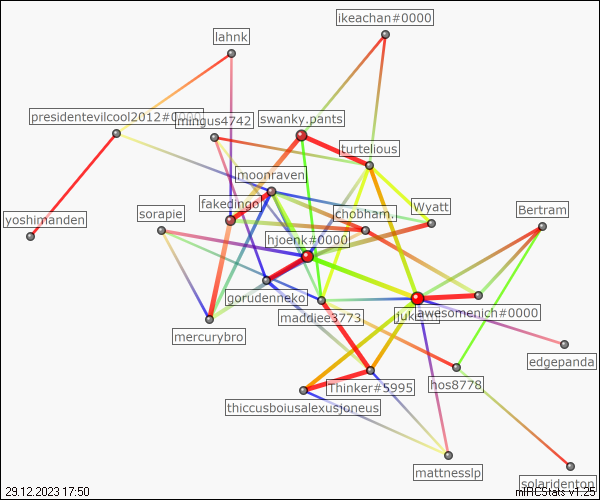 ikeachan#0000
lahnk
presidentevilcool2012#0000
mingus4742
swanky.pants
turtelious
moonraven
fakedingo
chobham.
Wyatt
Bertram
sorapie
yoshimanden
hjoenk#0000
gorudenneko
maddiee3773
awesomenich#0000
mercurybro
edgepanda
Thinker#5995
hos8778
thiccusboiusalexusjoneus
mattnesslp
solaridenton
29.12.2023 17:50
mIRCStats v1.25